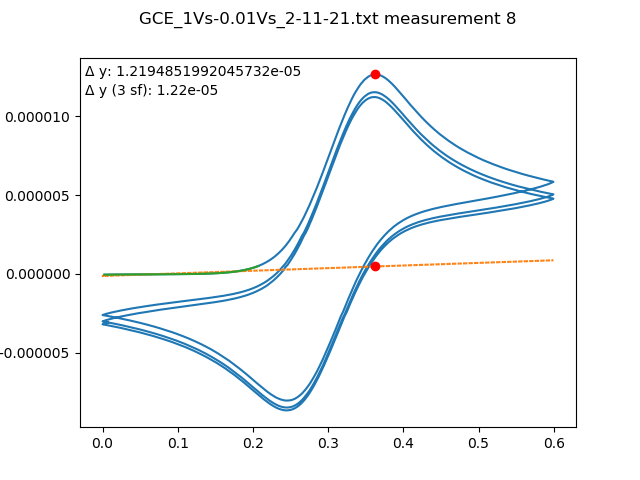 GCE_1Vs-0.01Vs_2-11-21.txt measurement 8
Δ y: 1.2194851992045732e-05
Δ y (3 sf): 1.22e-05
0.000010
0.000005
0.000000
-0.000005
0.0 0.1 0.2 0.3 0.4 0.5 0.6